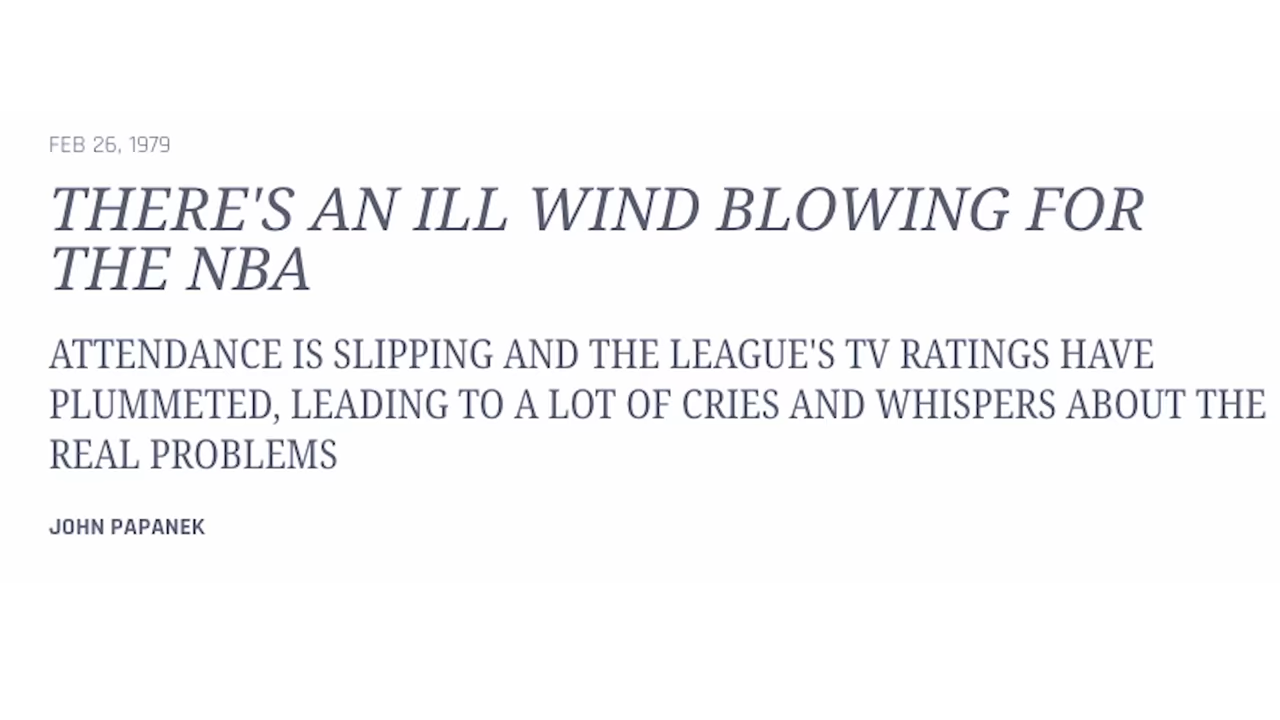 FEB 26, 1979
THERE'S AN ILL WIND BLOWING FOR
THE NBA
ATTENDANCE IS SLIPPING AND THE LEAGUE'S TV RATINGS HAVE
PLUMMETED, LEADING TO A LOT OF CRIES AND WHISPERS ABOUT THE
REAL PROBLEMS
JOHN PAPANEK